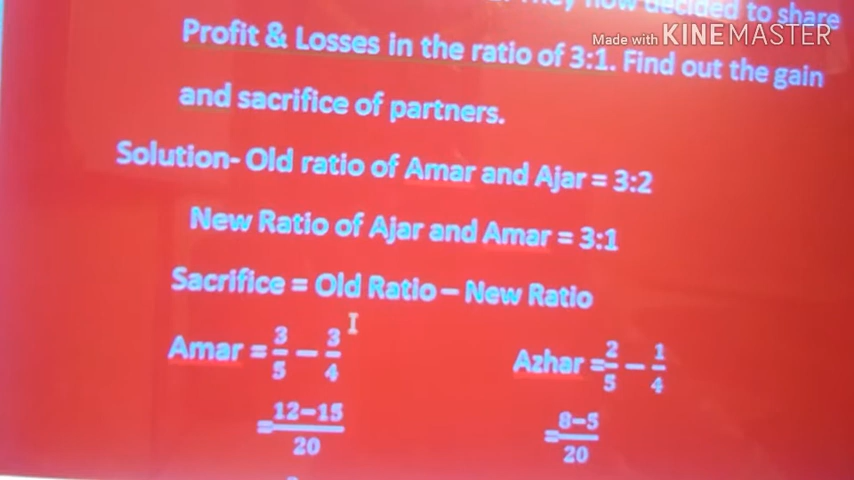 They now decided to share
Made with KINEMASTER
Profit & Losses in the ratio of 3:1. Find out the gain
and sacrifice of partners.
Solution- Old ratio of Amar and Ajar = 3:2
New Ratio of Ajar and Amar = 3:1
Sacrifice = Old Ratio – New Ratio
Amar = 3/5 – 3/4 Azhar = 2/5 – 1/4
= 12–15/20 = 8–5/20